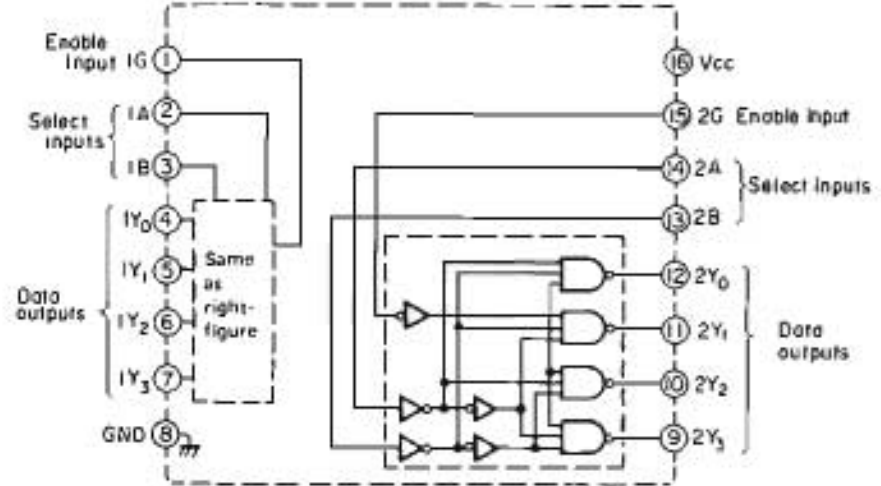 Enable
input 1G 1
Select
inputs
1A 2
1B 3
Data
outputs
1Y0 4
1Y1 5
1Y2 6
1Y3 7
GND 8
Same
as
right-
figure
16 Vcc
15 2G Enable input
14 2A
13 2B
Select inputs
12 2Y0
11 2Y1
10 2Y2
9 2Y3
Data
outputs